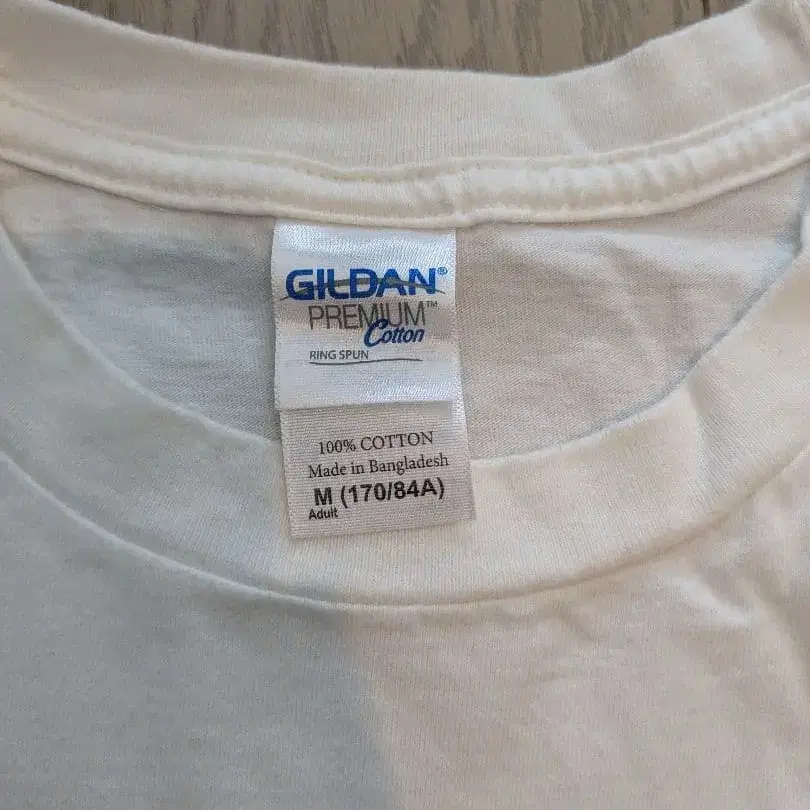 GILDAN®
PREMIUM™
Cotton
RING SPUN
100% COTTON
Made in Bangladesh
M (170/84A)
Adult